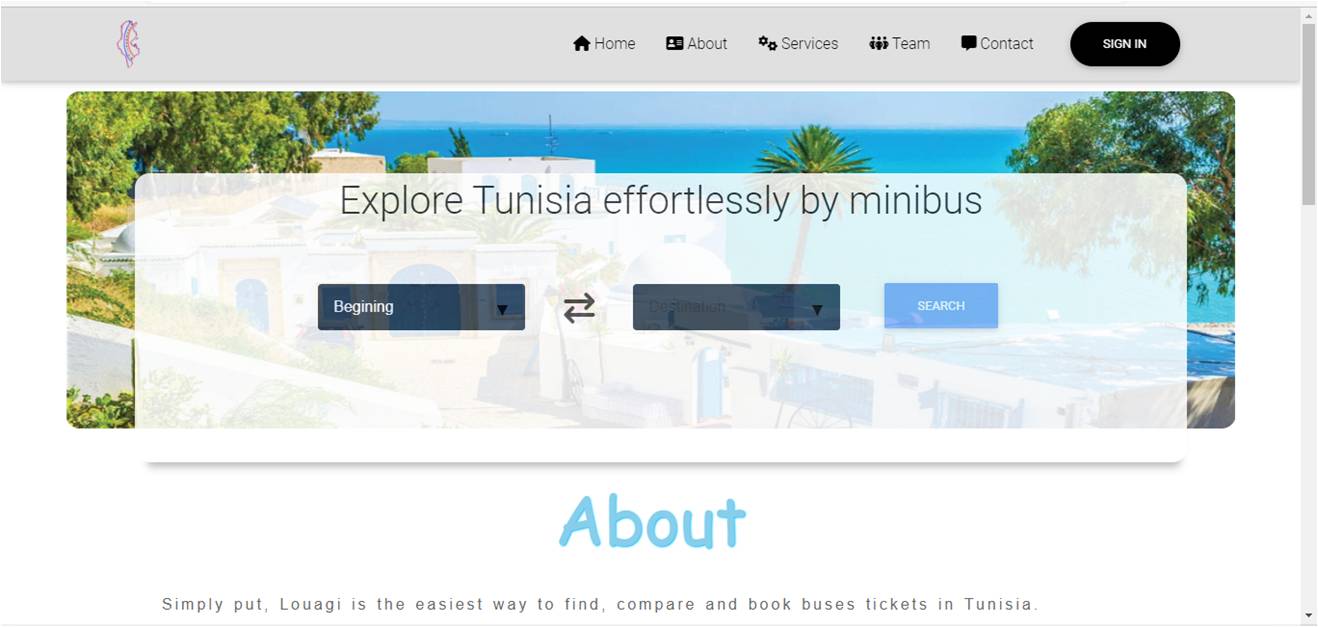 Home About Services Team Contact SIGN IN
Explore Tunisia effortlessly by minibus
Begining Destination SEARCH
About
Simply put, Louagi is the easiest way to find, compare and book buses tickets in Tunisia.